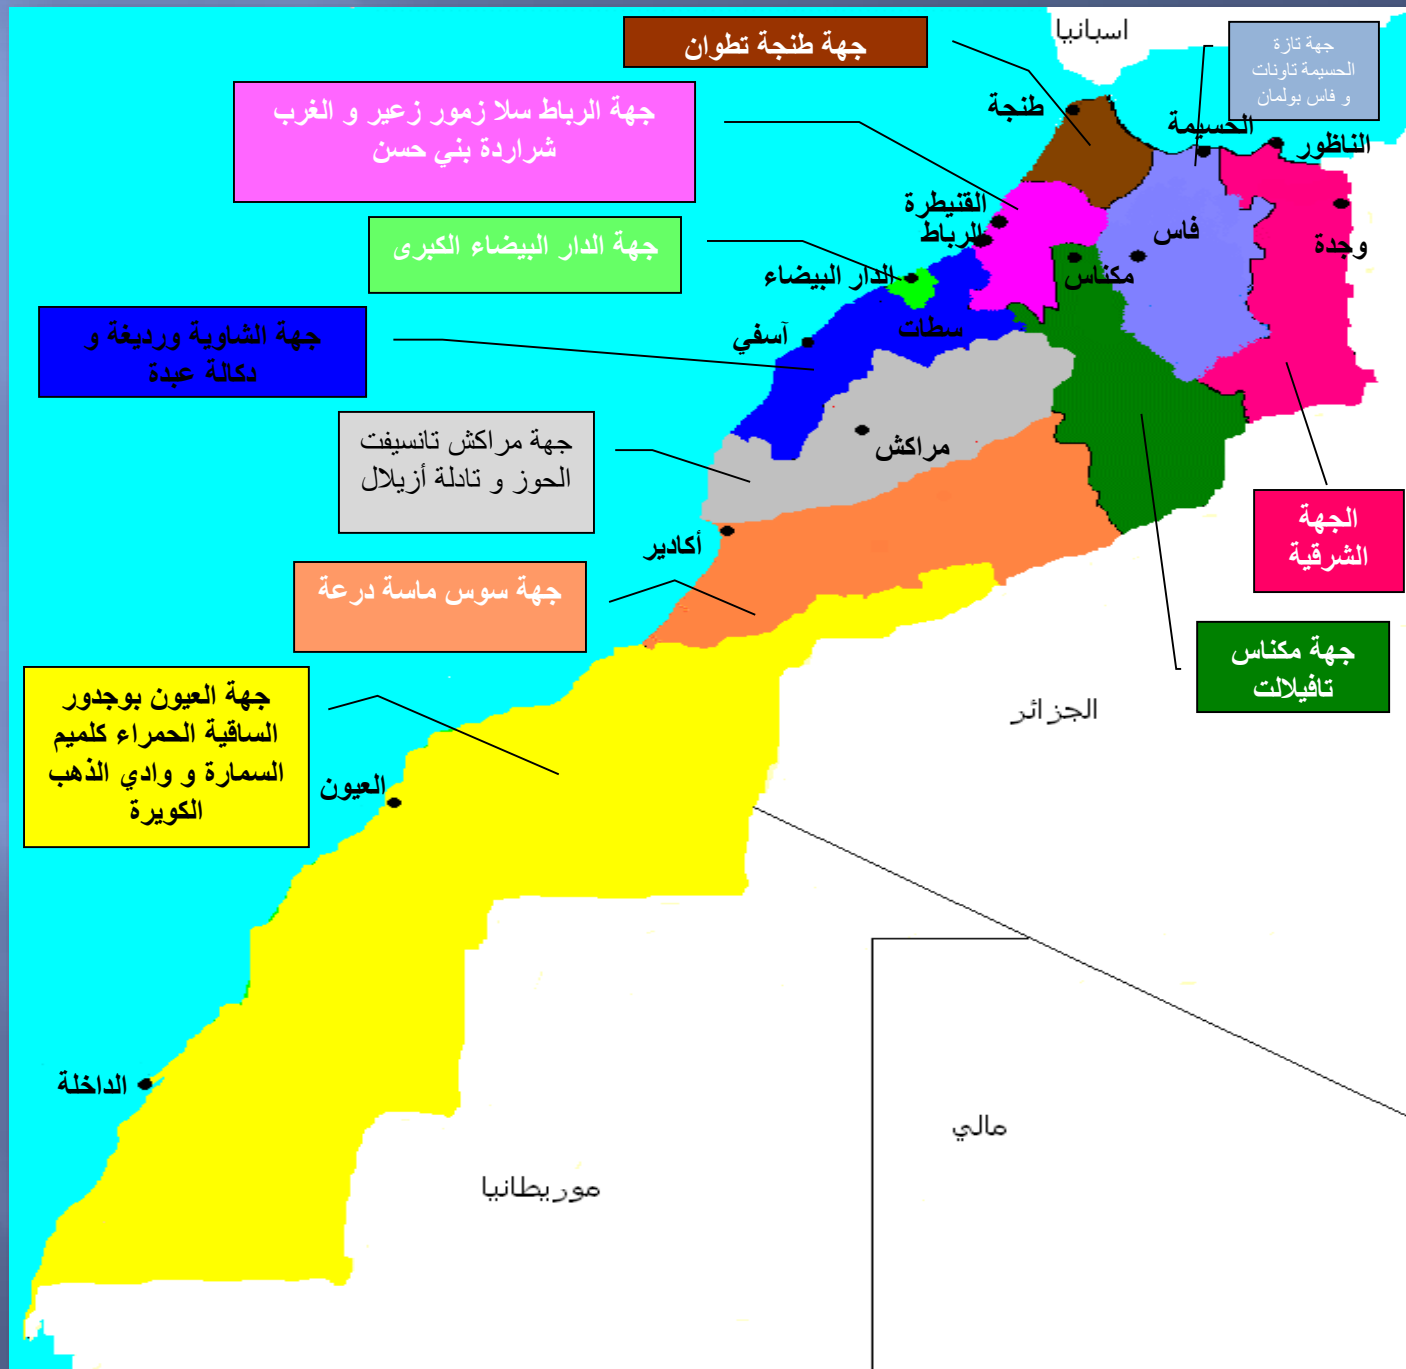 اسبانيا
جهة طنجة تطوان
جهة تازة
الحسيمة تاونات
و فاس بولمان
جهة الرباط سلا زمور زعير و الغرب
شراردة بني حسن
طنجة
الحسيمة
الناظور
القنيطرة
الرباط
فاس
وجدة
جهة الدار البيضاء الكبرى
الدار البيضاء
مكناس
جهة الشاوية ورديغة و
دكالة عبدة
سطات
آسفي
جهة مراكش تانسيفت
الحوز و تادلة أزيلال
مراكش
الجهة
الشرقية
أكادير
جهة سوس ماسة درعة
جهة مكناس
تافيلالت
جهة العيون بوجدور
الساقية الحمراء كلميم
السمارة و وادي الذهب
الكويرة
الجزائر
العيون
الداخلة
مالي
موريطانيا